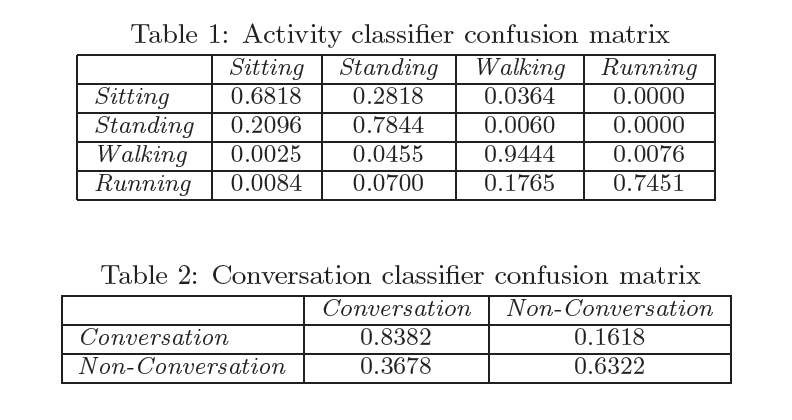 Table 1: Activity classifier confusion matrix
Sitting Standing Walking Running
Sitting 0.6818 0.2818 0.0364 0.0000
Standing 0.2096 0.7844 0.0060 0.0000
Walking 0.0025 0.0455 0.9444 0.0076
Running 0.0084 0.0700 0.1765 0.7451
Table 2: Conversation classifier confusion matrix
Conversation Non-Conversation
Conversation 0.8382 0.1618
Non-Conversation 0.3678 0.6322